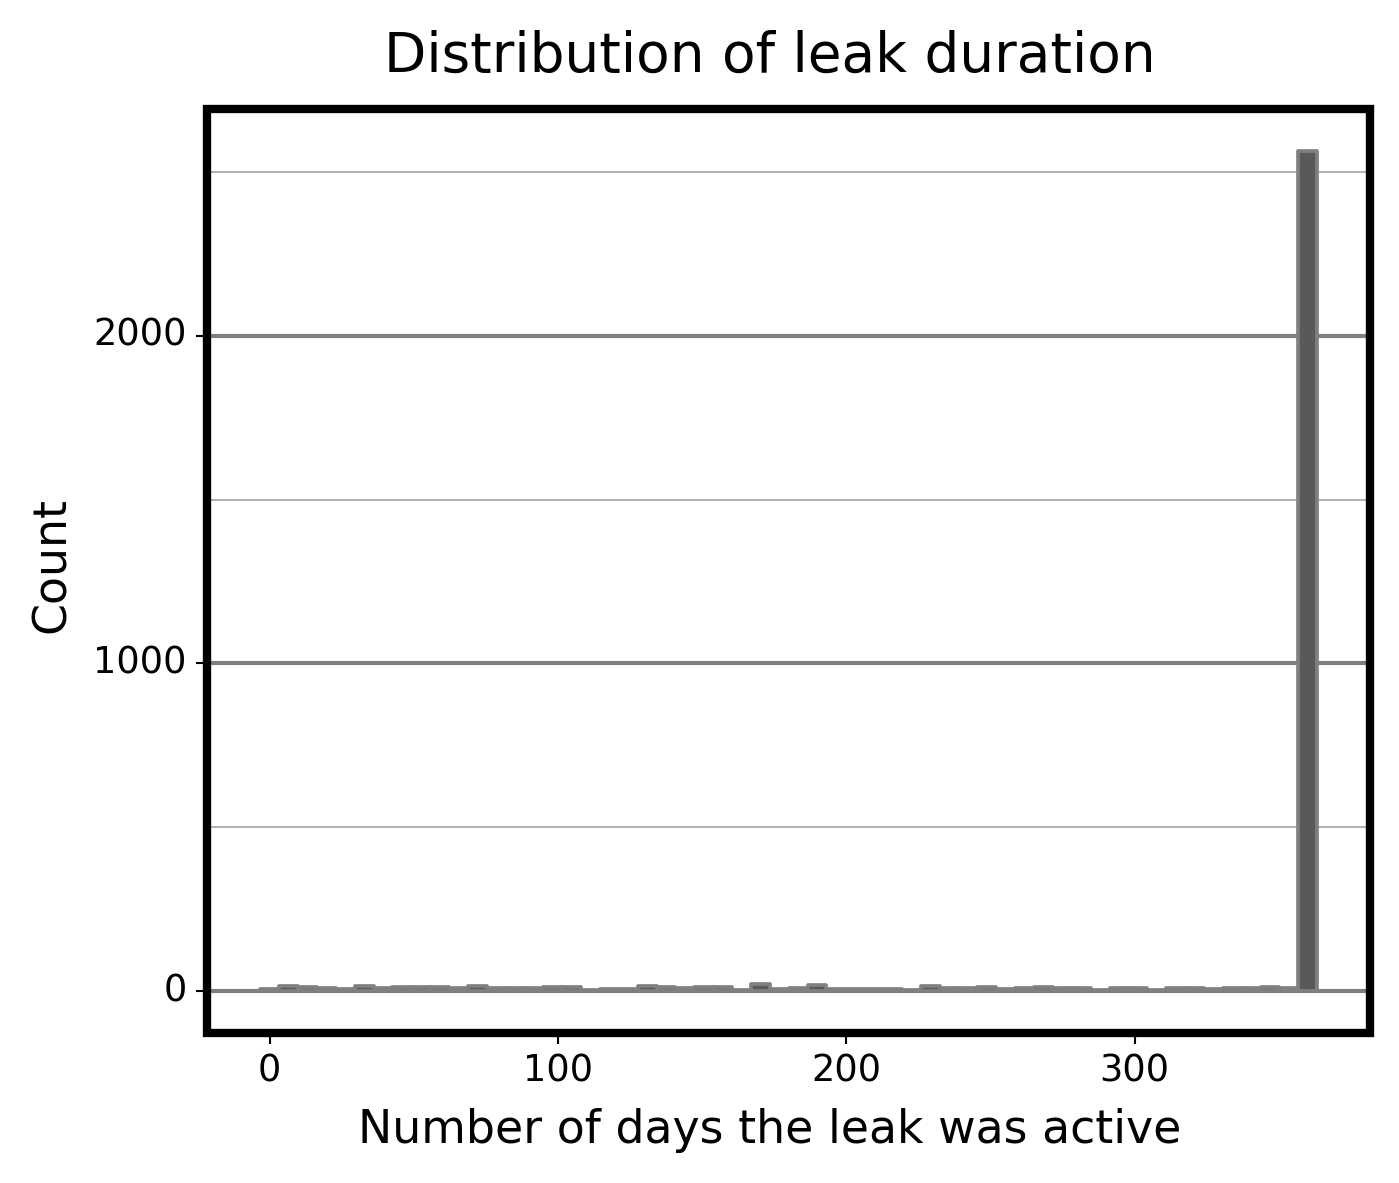 Distribution of leak duration
Count
2000
1000
0
0 100 200 300
Number of days the leak was active